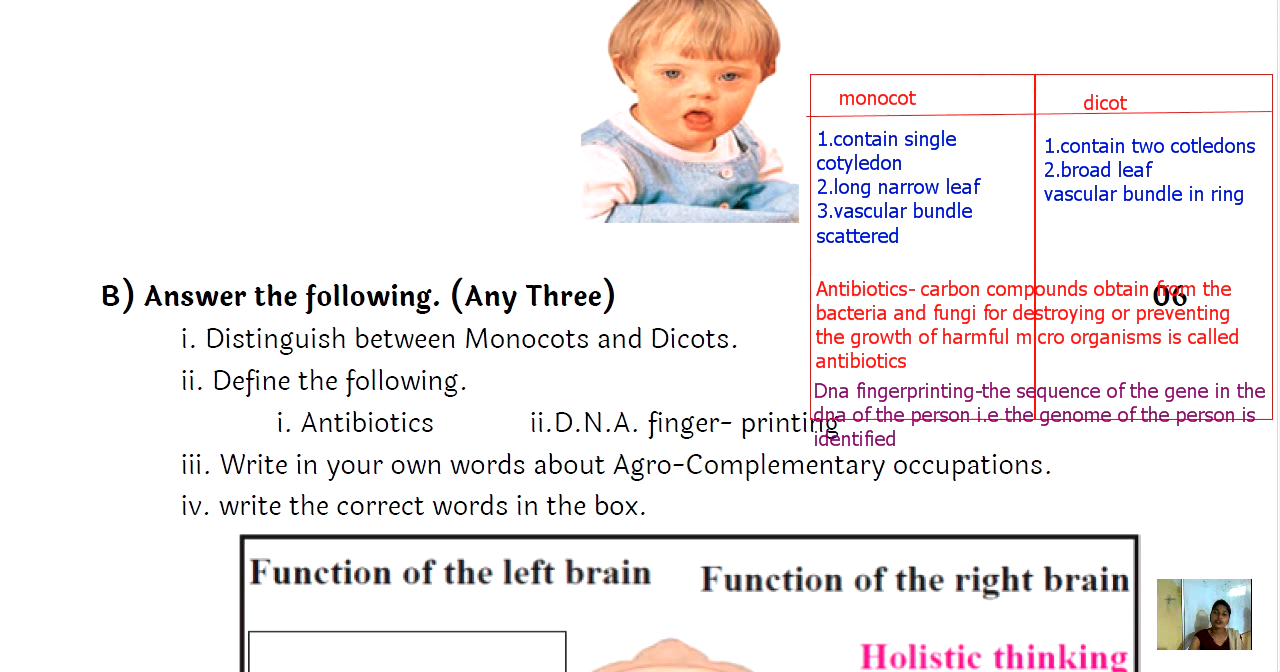 monocot
dicot
1.contain single
cotyledon
2.long narrow leaf
3.vascular bundle
scattered
1.contain two cotledons
2.broad leaf
vascular bundle in ring
B) Answer the following. (Any Three)
06
Antibiotics- carbon compounds obtain from the
bacteria and fungi for destroying or preventing
the growth of harmful micro organisms is called
antibiotics
i. Distinguish between Monocots and Dicots.
ii. Define the following.
Dna fingerprinting-the sequence of the gene in the
dna of the person i.e the genome of the person is
identified
i. Antibiotics ii.D.N.A. finger- printing
iii. Write in your own words about Agro-Complementary occupations.
iv. write the correct words in the box.
Function of the left brain
Function of the right brain
Holistic thinking